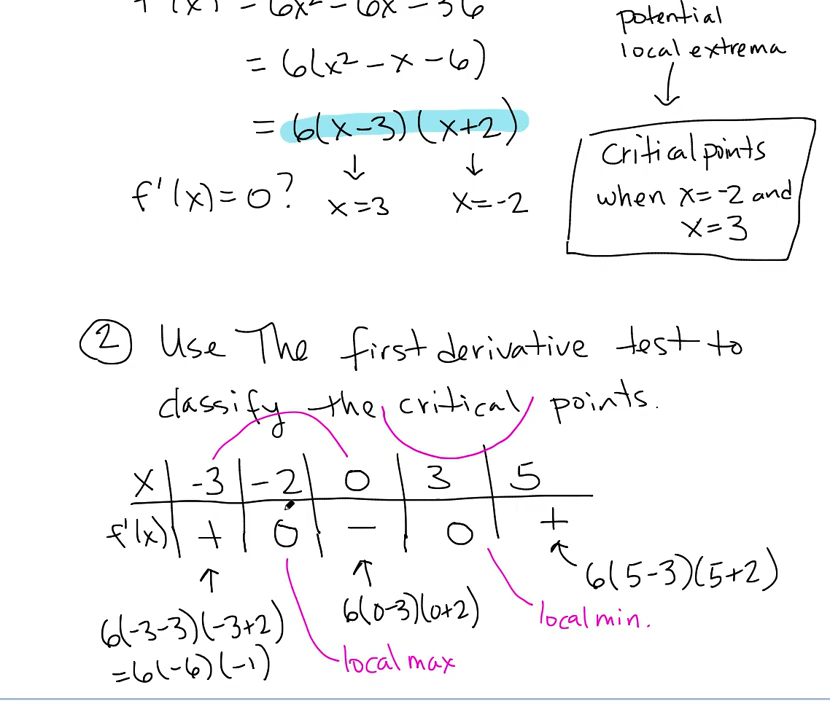 f'(x) = 6x² - 6x - 36
= 6(x² - x - 6)
= 6(x-3)(x+2)
↓ ↓
f'(x)=0? x=3 x=-2
potential
local extrema
↓
Critical points
when x=-2 and
x=3
② Use The first derivative test to
classify the critical points.
x | -3 | -2 | 0 | 3 | 5
f'(x) | + | 0 | - | 0 | +
6(-3-3)(-3+2)
=6(-6)(-1)
6(0-3)(0+2)
6(5-3)(5+2)
local max
local min.